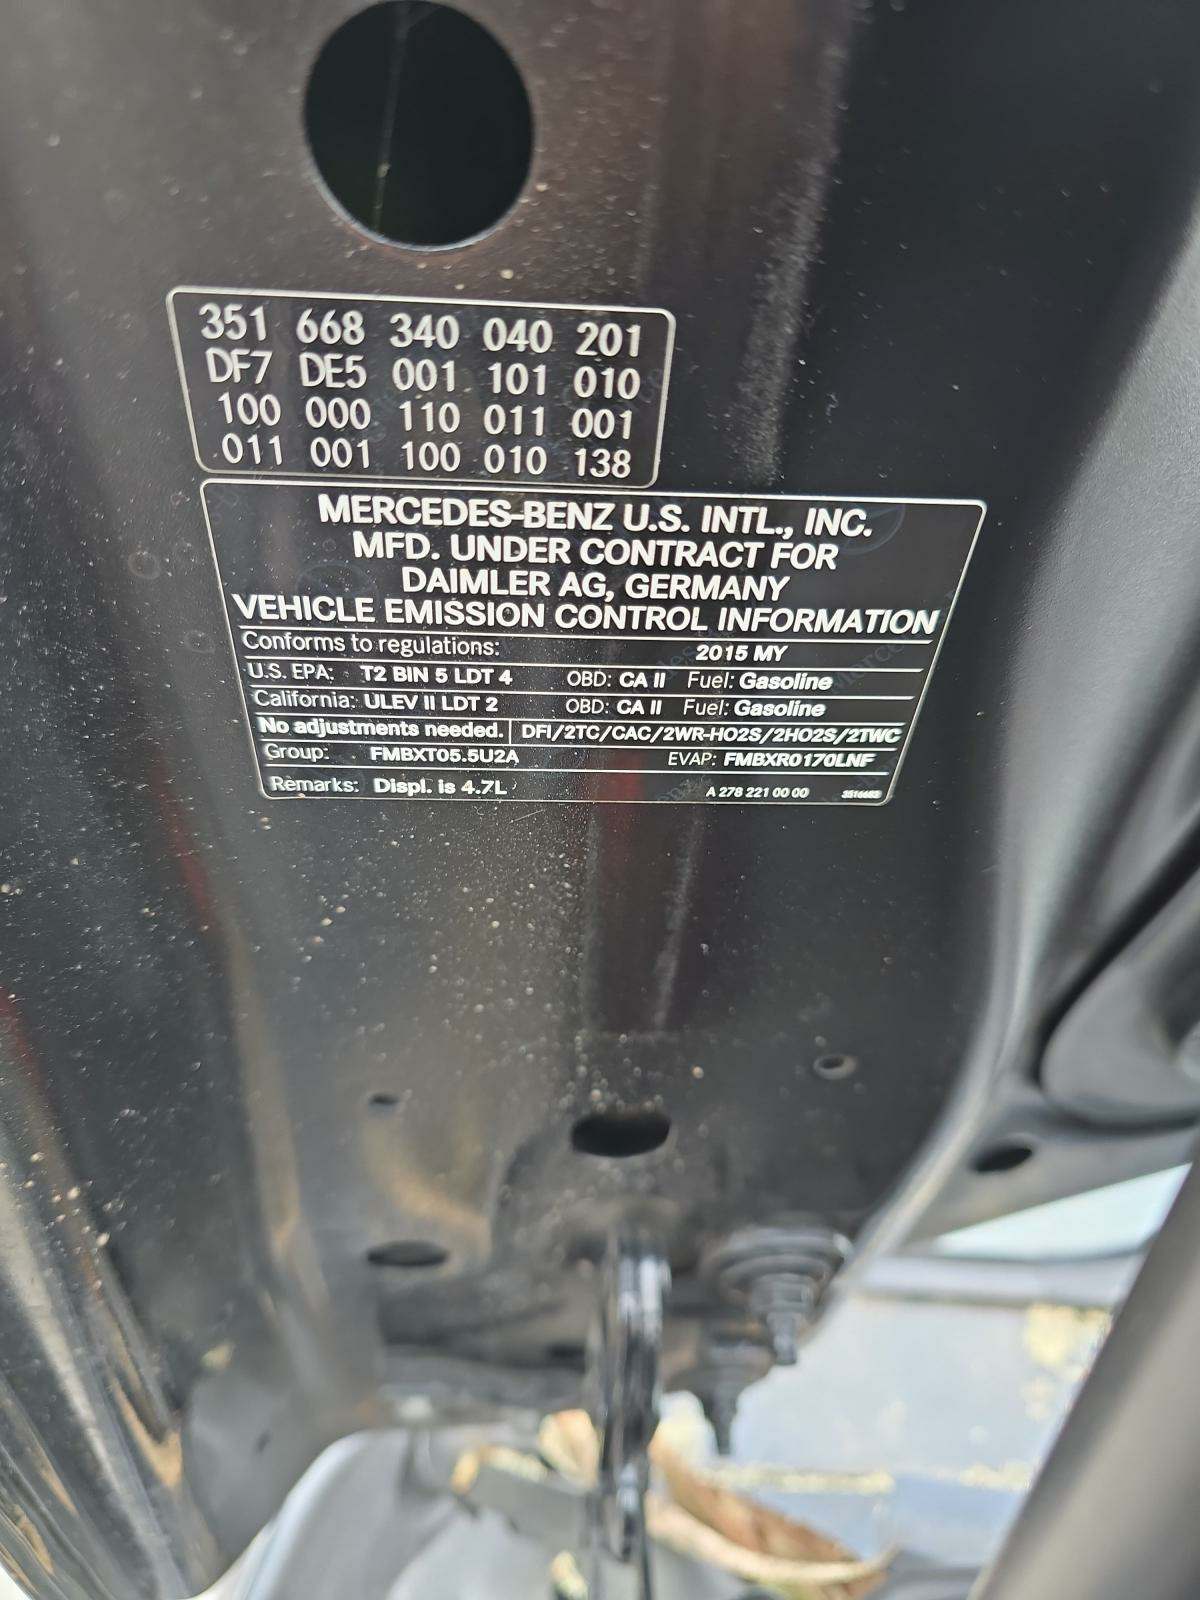 351 668 340 040 201
DF7 DE5 001 101 010
100 000 110 011 001
011 001 100 010 138
MERCEDES-BENZ U.S. INTL., INC.
MFD. UNDER CONTRACT FOR
DAIMLER AG, GERMANY
VEHICLE EMISSION CONTROL INFORMATION
Conforms to regulations: 2015 MY
U.S. EPA: T2 BIN 5 LDT 4 OBD: CA II Fuel: Gasoline
California: ULEV II LDT 2 OBD: CA II Fuel: Gasoline
No adjustments needed. DFI/2TC/CAC/2WR-HO2S/2HO2S/2TWC
Group: FMBXT05.5U2A EVAP: FMBXR0170LNF
Remarks: Displ. is 4.7L A 278 221 00 00